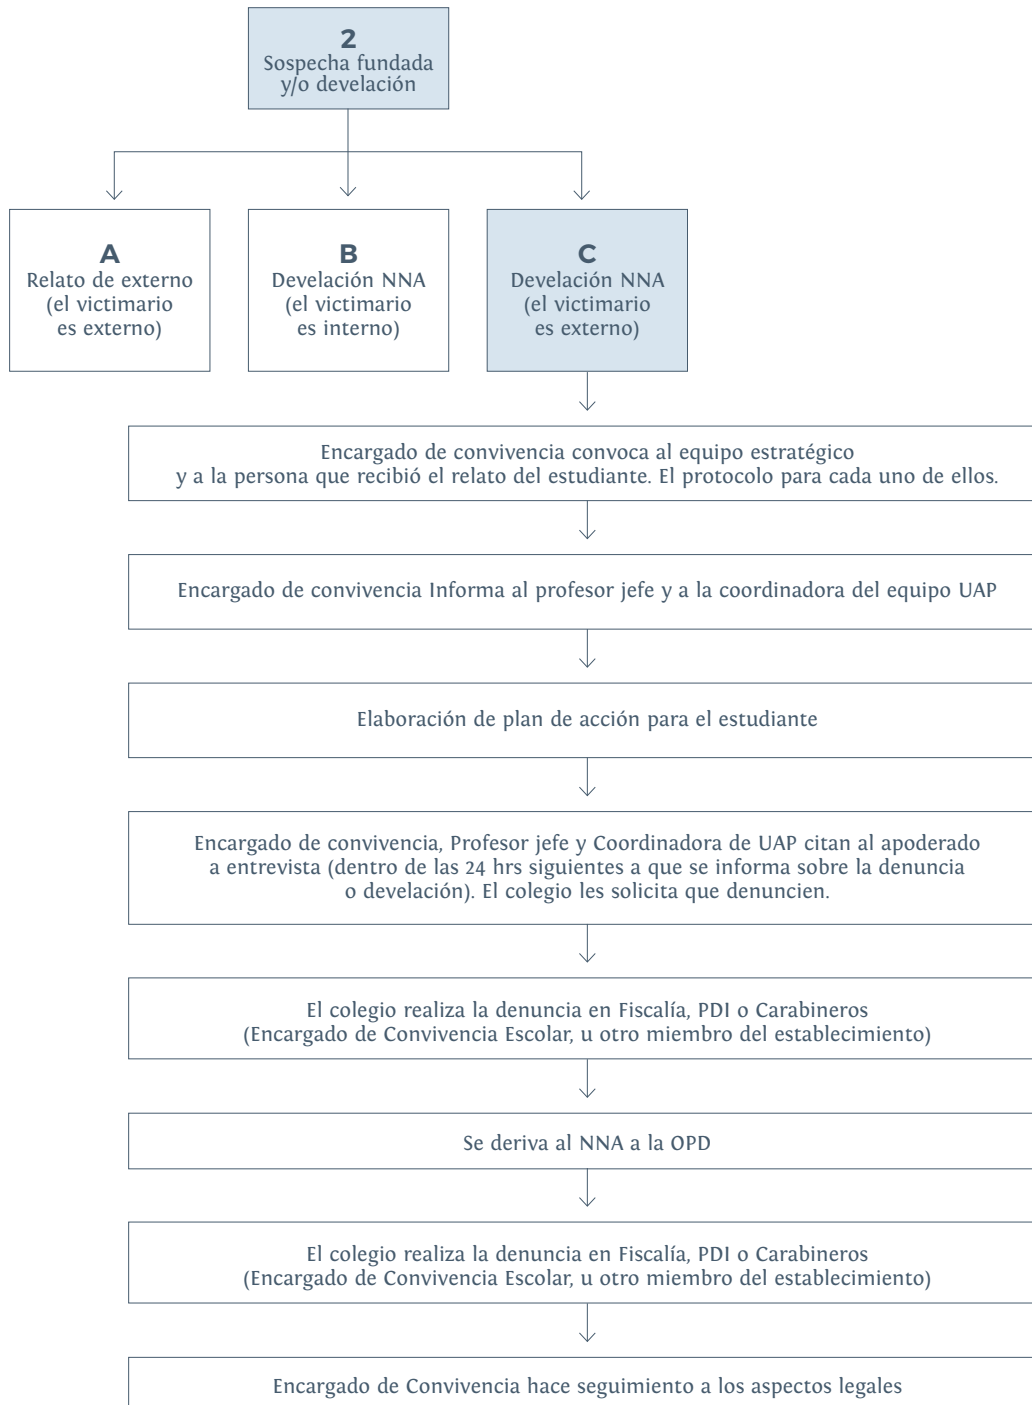 2
Sospecha fundada
y/o develación
A
Relato de externo
(el victimario
es externo)
B
Develación NNA
(el victimario
es interno)
C
Develación NNA
(el victimario
es externo)
Encargado de convivencia convoca al equipo estratégico
y a la persona que recibió el relato del estudiante. El protocolo para cada uno de ellos.
Encargado de convivencia Informa al profesor jefe y a la coordinadora del equipo UAP
Elaboración de plan de acción para el estudiante
Encargado de convivencia, Profesor jefe y Coordinadora de UAP citan al apoderado
a entrevista (dentro de las 24 hrs siguientes a que se informa sobre la denuncia
o develación). El colegio les solicita que denuncien.
El colegio realiza la denuncia en Fiscalía, PDI o Carabineros
(Encargado de Convivencia Escolar, u otro miembro del establecimiento)
Se deriva al NNA a la OPD
El colegio realiza la denuncia en Fiscalía, PDI o Carabineros
(Encargado de Convivencia Escolar, u otro miembro del establecimiento)
Encargado de Convivencia hace seguimiento a los aspectos legales